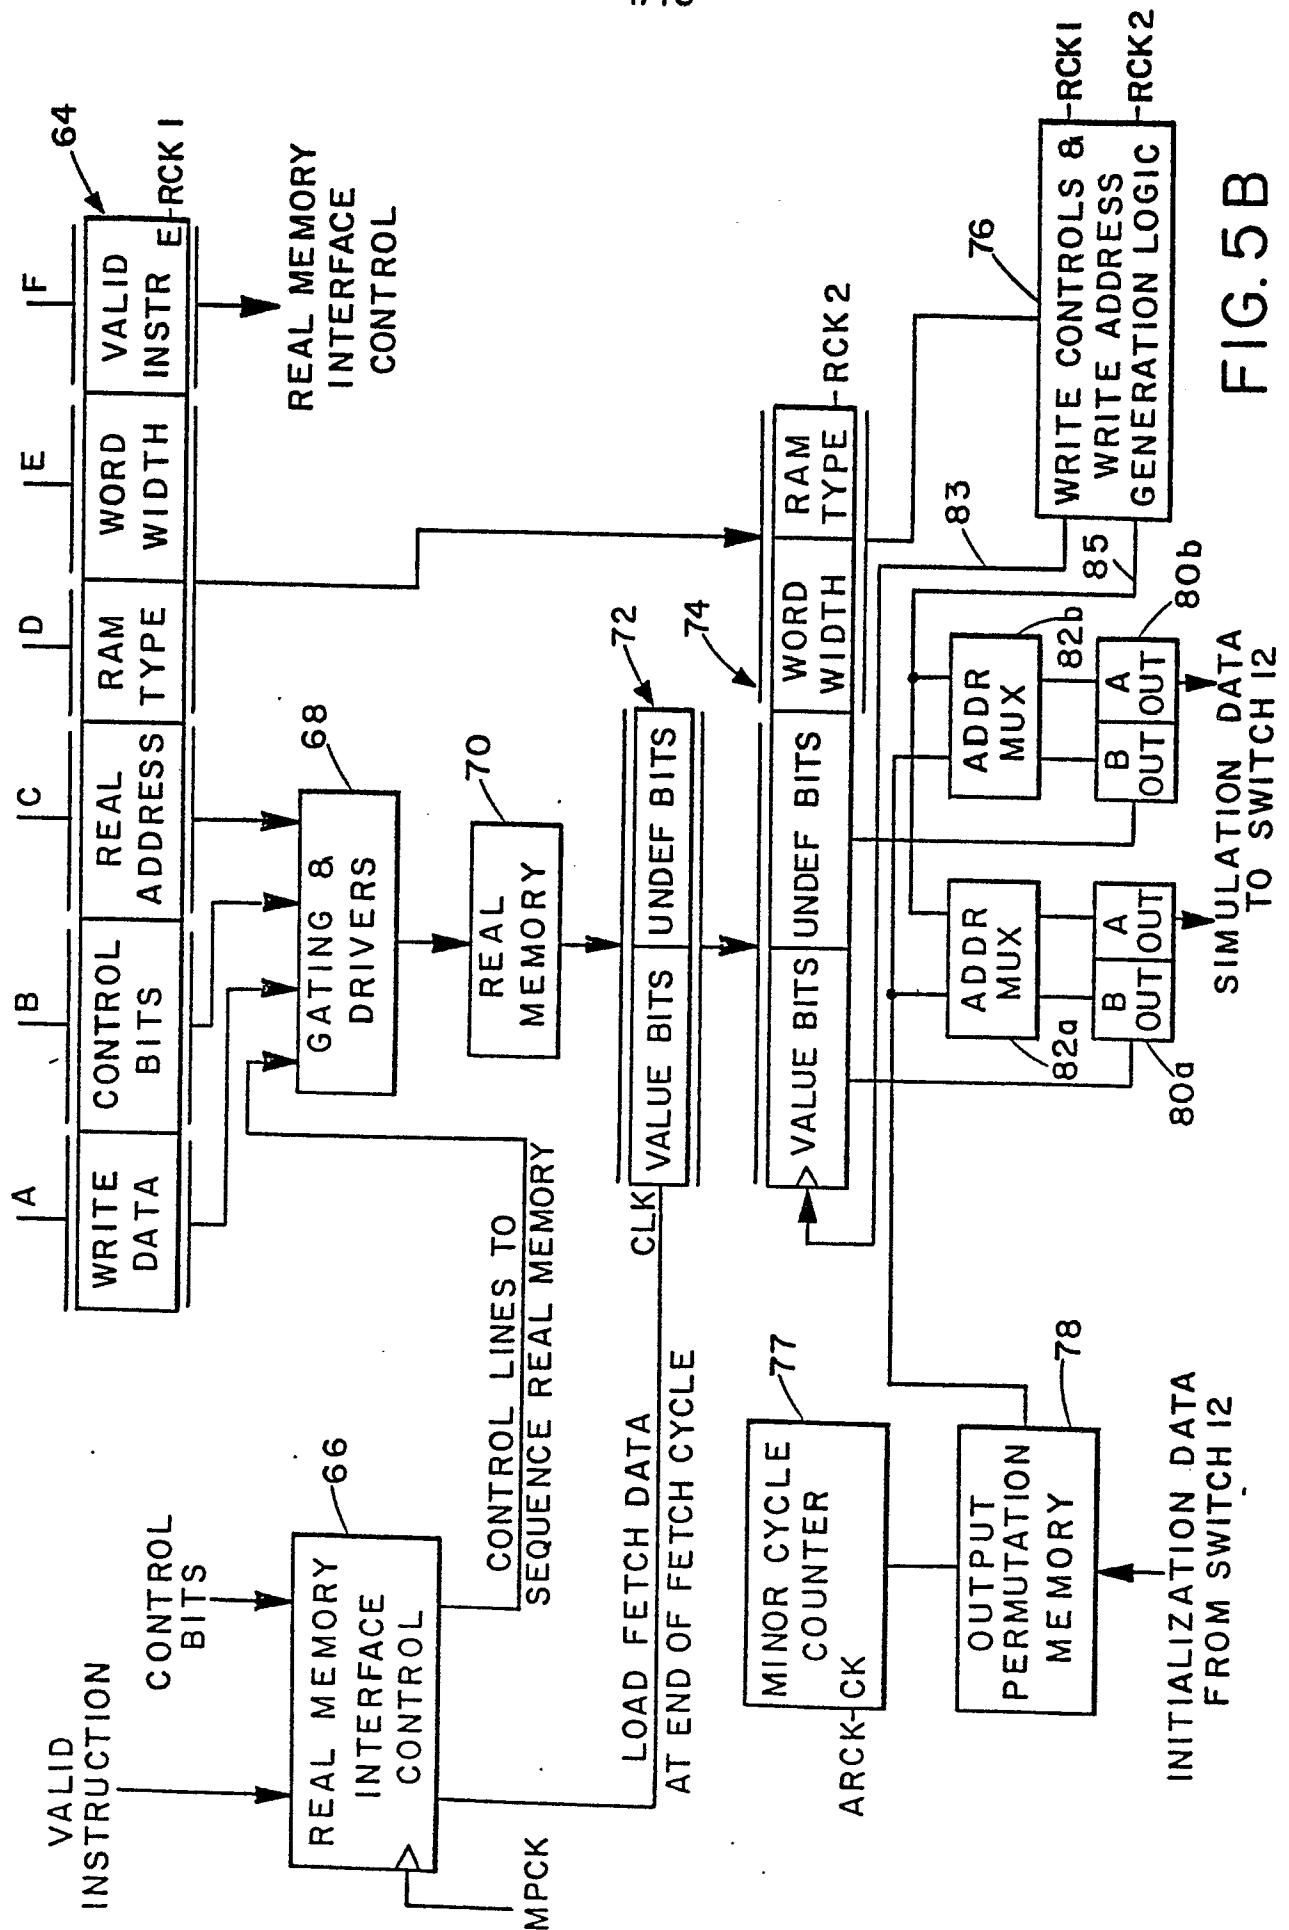 A
B
C
D
E
F
64
WRITE
DATA
CONTROL
BITS
REAL
ADDRESS
RAM
TYPE
WORD
WIDTH
VALID
INSTR
E
RCK1
REAL MEMORY
INTERFACE
CONTROL
VALID
INSTRUCTION
CONTROL
BITS
66
REAL MEMORY
INTERFACE
CONTROL
MPCK
CONTROL LINES TO
SEQUENCE REAL MEMORY
68
GATING &
DRIVERS
70
REAL
MEMORY
LOAD FETCH DATA
AT END OF FETCH CYCLE
CLK
72
VALUE BITS
UNDEF BITS
74
VALUE BITS
UNDEF BITS
WORD
WIDTH
RAM
TYPE
RCK2
77
MINOR CYCLE
COUNTER
ARCK
CK
78
OUTPUT
PERMUTATION
MEMORY
INITIALIZATION DATA
FROM SWITCH 12
83
85
76
WRITE CONTROLS &
WRITE ADDRESS
GENERATION LOGIC
RCK1
RCK2
ADDR
MUX
82a
ADDR
MUX
82b
B
OUT
A
OUT
80a
B
OUT
A
OUT
80b
SIMULATION DATA
TO SWITCH 12
FIG. 5B